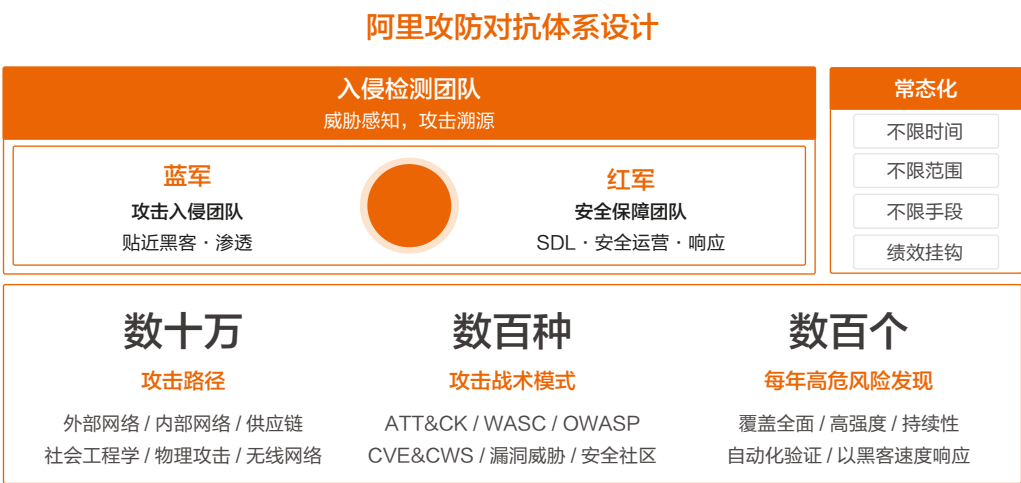 阿里攻防对抗体系设计
入侵检测团队
威胁感知，攻击溯源
蓝军
攻击入侵团队
贴近黑客 · 渗透
红军
安全保障团队
SDL · 安全运营 · 响应
常态化
不限时间
不限范围
不限手段
绩效挂钩
数十万
攻击路径
外部网络 / 内部网络 / 供应链
社会工程学 / 物理攻击 / 无线网络
数百种
攻击战术模式
ATT&CK / WASC / OWASP
CVE&CWS / 漏洞威胁 / 安全社区
数百个
每年高危风险发现
覆盖全面 / 高强度 / 持续性
自动化验证 / 以黑客速度响应